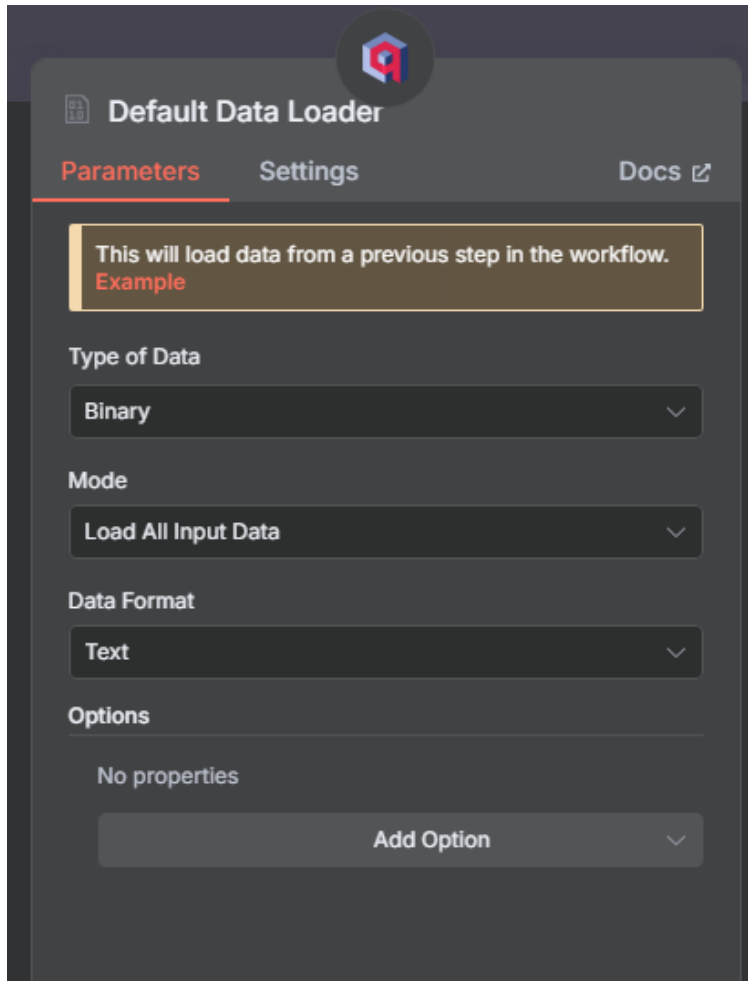 Default Data Loader
Parameters
Settings
Docs
This will load data from a previous step in the workflow.
Example
Type of Data
Binary
Mode
Load All Input Data
Data Format
Text
Options
No properties
Add Option